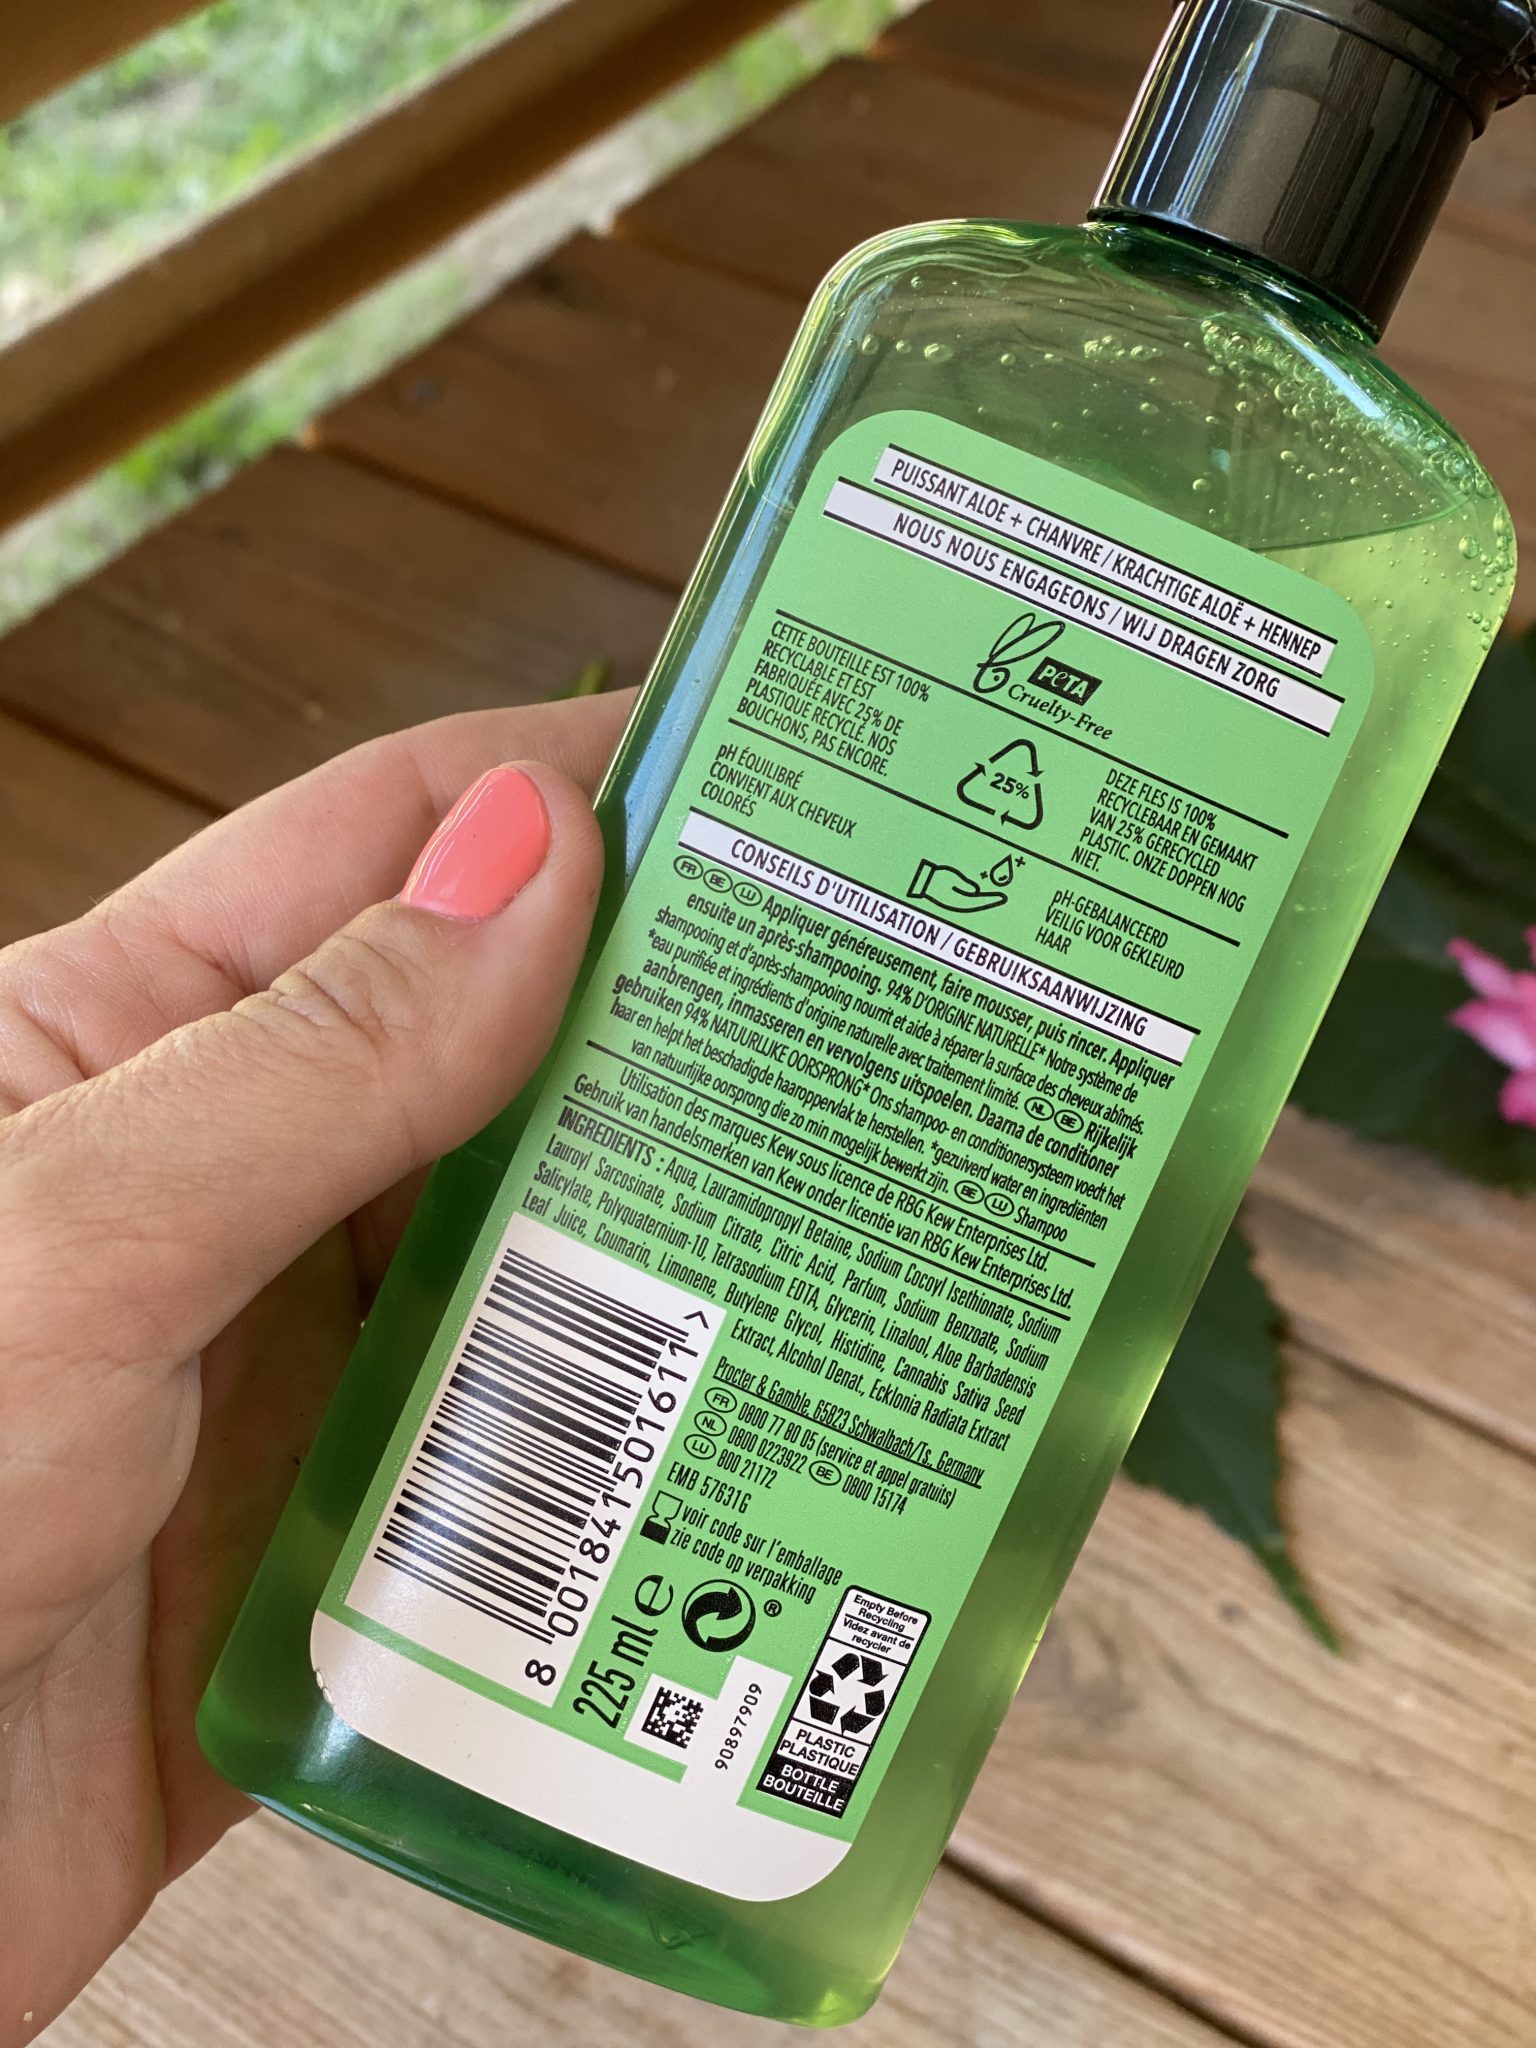 PUISSANT ALOE + CHANVRE / KRACHTIGE ALOË + HENNEP
NOUS NOUS ENGAGEONS / WIJ DRAGEN ZORG
PETA
Cruelty-Free
CETTE BOUTEILLE EST 100%
RECYCLABLE ET EST
FABRIQUÉE AVEC 25% DE
PLASTIQUE RECYCLÉ. NOS
BOUCHONS, PAS ENCORE.
25%
DEZE FLES IS 100%
RECYCLEBAAR EN GEMAAKT
VAN 25% GERECYCLED
PLASTIC. ONZE DOPPEN NOG
NIET.
pH ÉQUILIBRÉ
CONVIENT AUX CHEVEUX
COLORÉS
pH-GEBALANCEERD
VEILIG VOOR GEKLEURD
HAAR
CONSEILS D'UTILISATION / GEBRUIKSAANWIJZING
FR BE LU Appliquer généreusement, faire mousser, puis rincer. Appliquer
ensuite un après-shampooing. 94% D'ORIGINE NATURELLE* Notre système de
shampooing et d'après-shampooing nourrit et aide à réparer la surface des cheveux abîmés.
*eau purifiée et ingrédients d'origine naturelle avec traitement limité. NL BE Rijkelijk
aanbrengen, inmasseren en vervolgens uitspoelen. Daarna de conditioner
gebruiken 94% NATUURLIJKE OORSPRONG* Ons shampoo- en conditionersysteem voedt het
haar en helpt het beschadigde haaroppervlak te herstellen. *gezuiverd water en ingrediënten
van natuurlijke oorsprong die zo min mogelijk bewerkt zijn. BE LU Shampoo
Utilisation des marques Kew sous licence de RBG Kew Enterprises Ltd.
Gebruik van handelsmerken van Kew onder licentie van RBG Kew Enterprises Ltd.
INGREDIENTS : Aqua, Lauramidopropyl Betaine, Sodium Cocoyl Isethionate, Sodium
Lauroyl Sarcosinate, Sodium Citrate, Citric Acid, Parfum, Sodium Benzoate, Sodium
Salicylate, Polyquaternium-10, Tetrasodium EDTA, Glycerin, Linalool, Aloe Barbadensis
Leaf Juice, Coumarin, Limonene, Butylene Glycol, Histidine, Cannabis Sativa Seed
Extract, Alcohol Denat., Ecklonia Radiata Extract
Procter & Gamble, 65823 Schwalbach/Ts., Germany
FR 0800 77 80 05 (service et appel gratuits)
NL 0800 0223922 BE 0800 15174
LU 800 21172
EMB 57631G
voir code sur l'emballage
zie code op verpakking
8 001841 501611 >
225 ml e
®
90897909
Empty Before
Recycling
Videz avant de
recycler
PLASTIC
PLASTIQUE
BOTTLE
BOUTEILLE